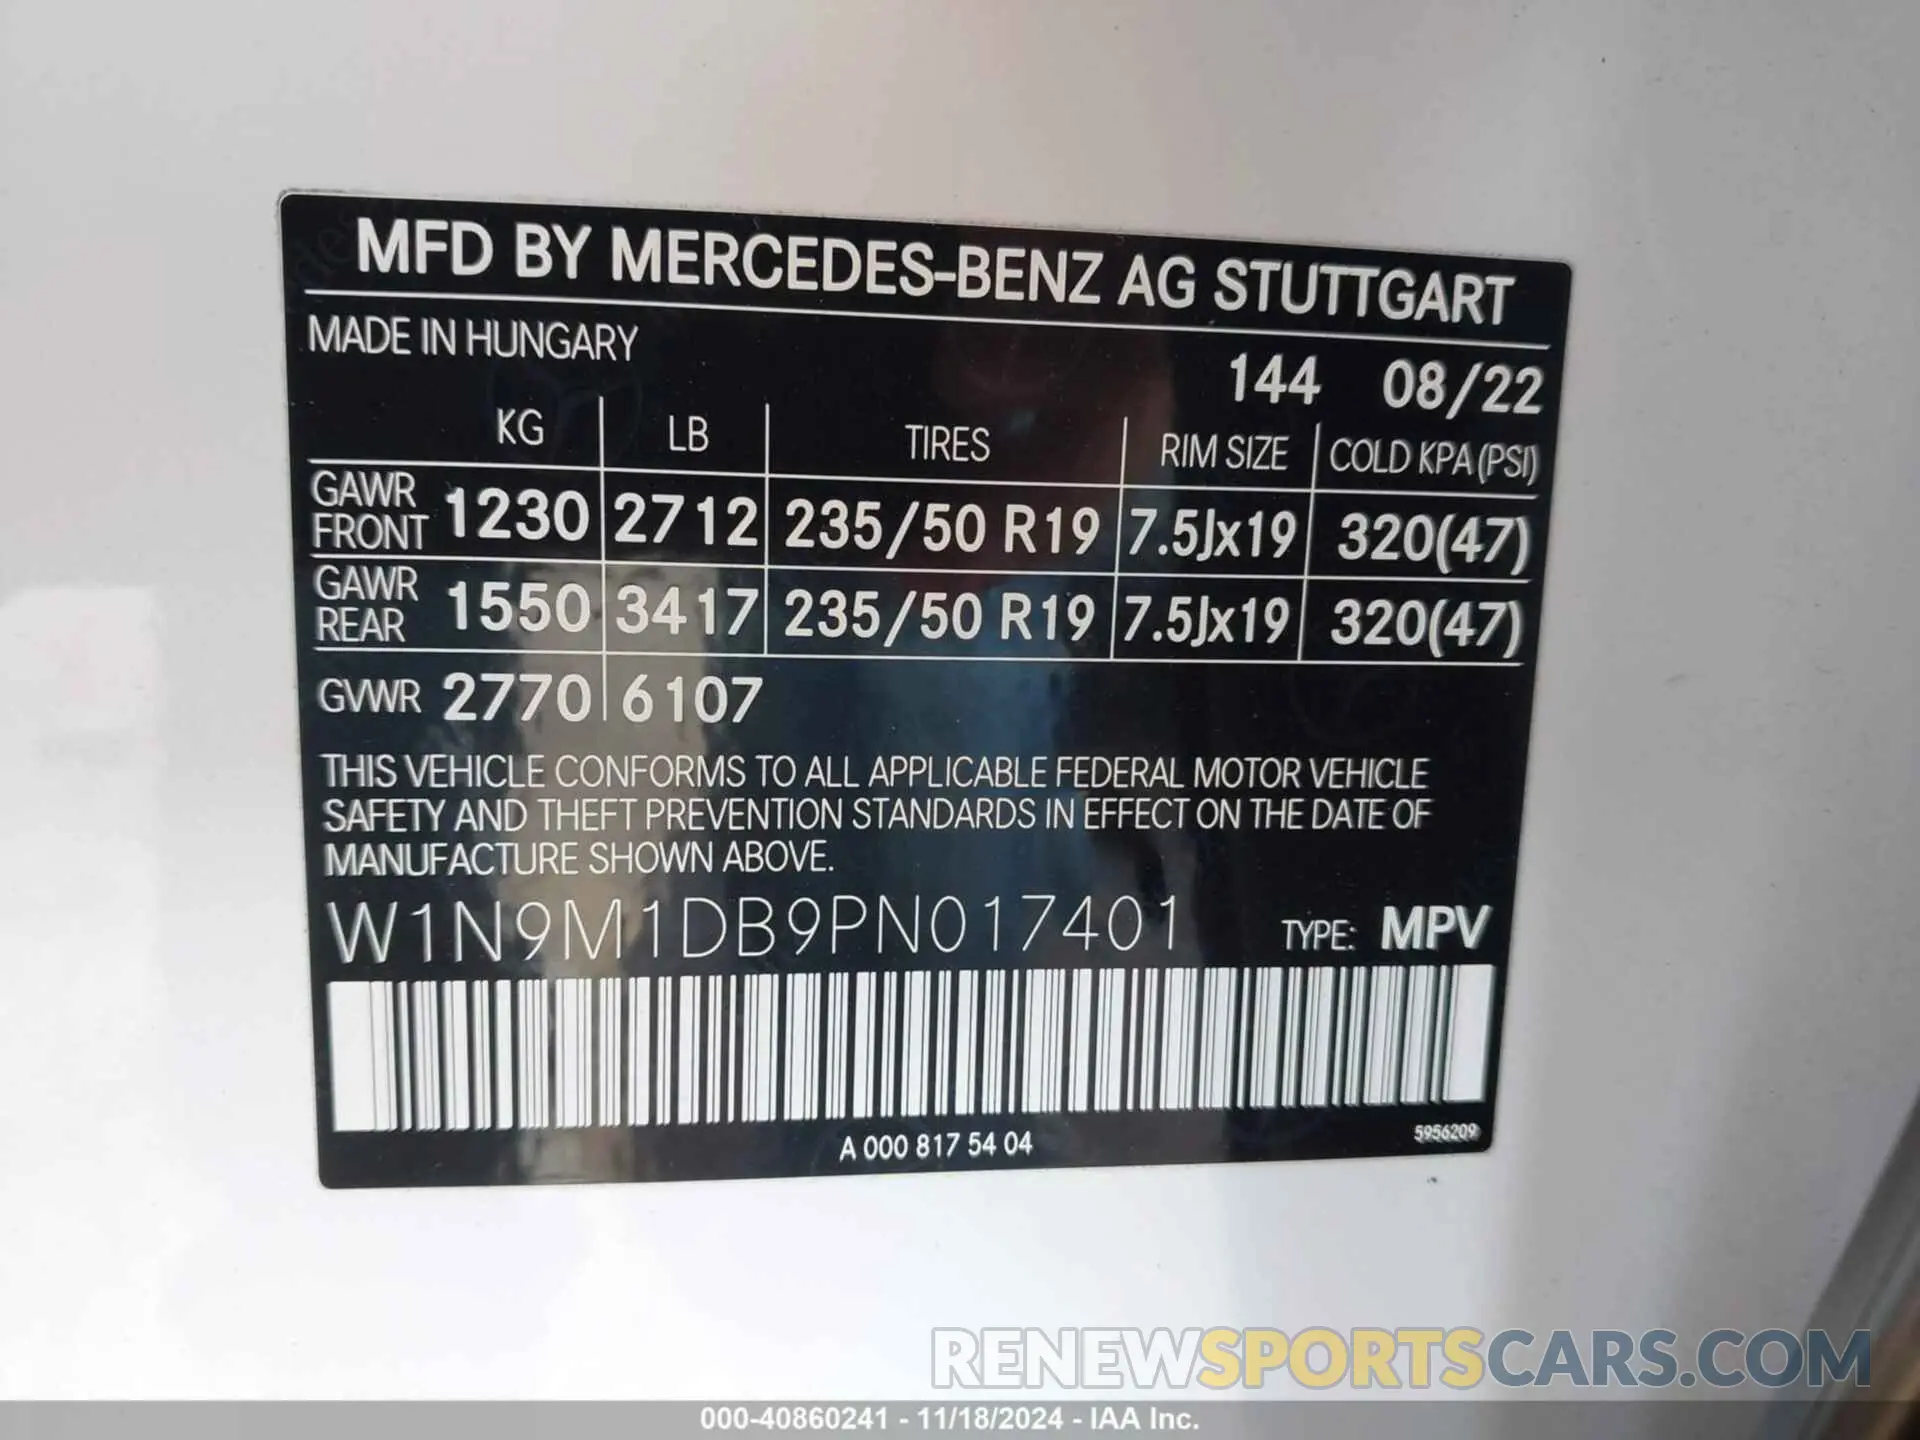 MFD BY MERCEDES-BENZ AG STUTTGART
MADE IN HUNGARY
144 08/22
KG LB TIRES RIM SIZE COLD KPA(PSI)
GAWR FRONT 1230 2712 235/50 R19 7.5Jx19 320(47)
GAWR REAR 1550 3417 235/50 R19 7.5Jx19 320(47)
GVWR 2770 6107
THIS VEHICLE CONFORMS TO ALL APPLICABLE FEDERAL MOTOR VEHICLE
SAFETY AND THEFT PREVENTION STANDARDS IN EFFECT ON THE DATE OF
MANUFACTURE SHOWN ABOVE.
W1N9M1DB9PN017401 TYPE: MPV
A 000 817 54 04
5956209
RENEWSPORTSCARS.COM
000-40860241 - 11/18/2024 - IAA Inc.